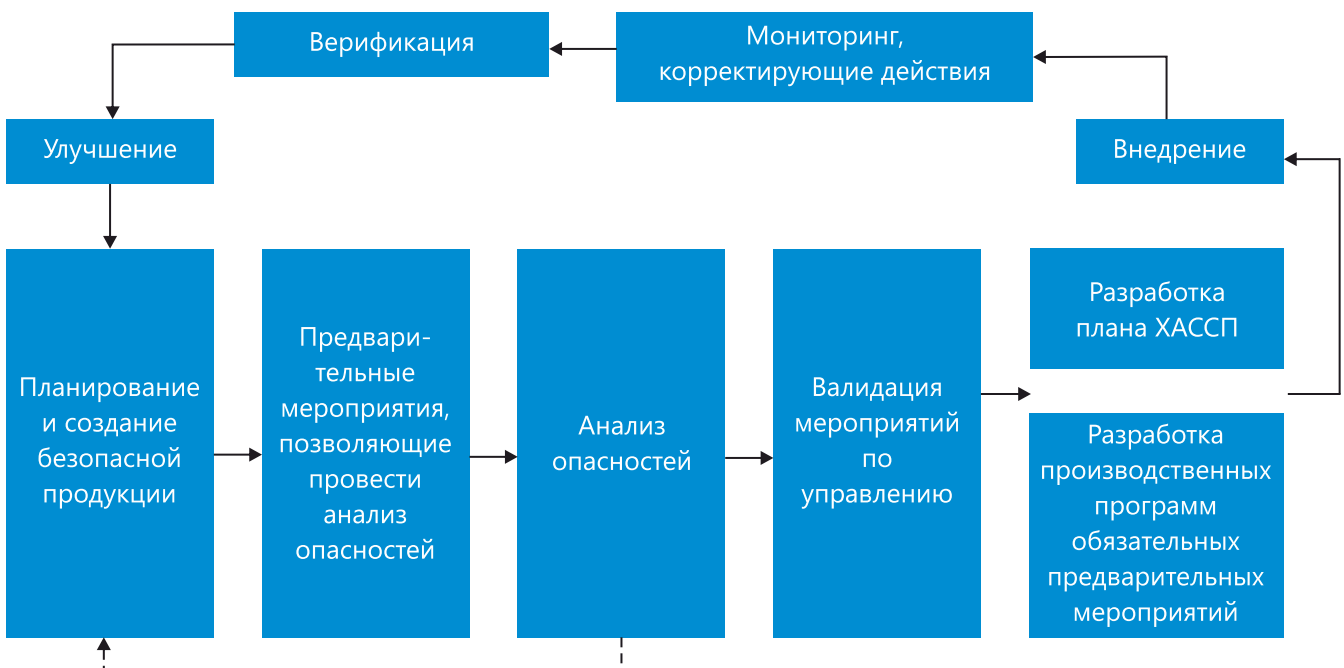 Верификация
Мониторинг,
корректирующие действия
Улучшение
Внедрение
Планирование
и создание
безопасной
продукции
Предвари-
тельные
мероприятия,
позволяющие
провести
анализ
опасностей
Анализ
опасностей
Валидация
мероприятий
по
управлению
Разработка
плана ХАССП
Разработка
производственных
программ
обязательных
предварительных
мероприятий